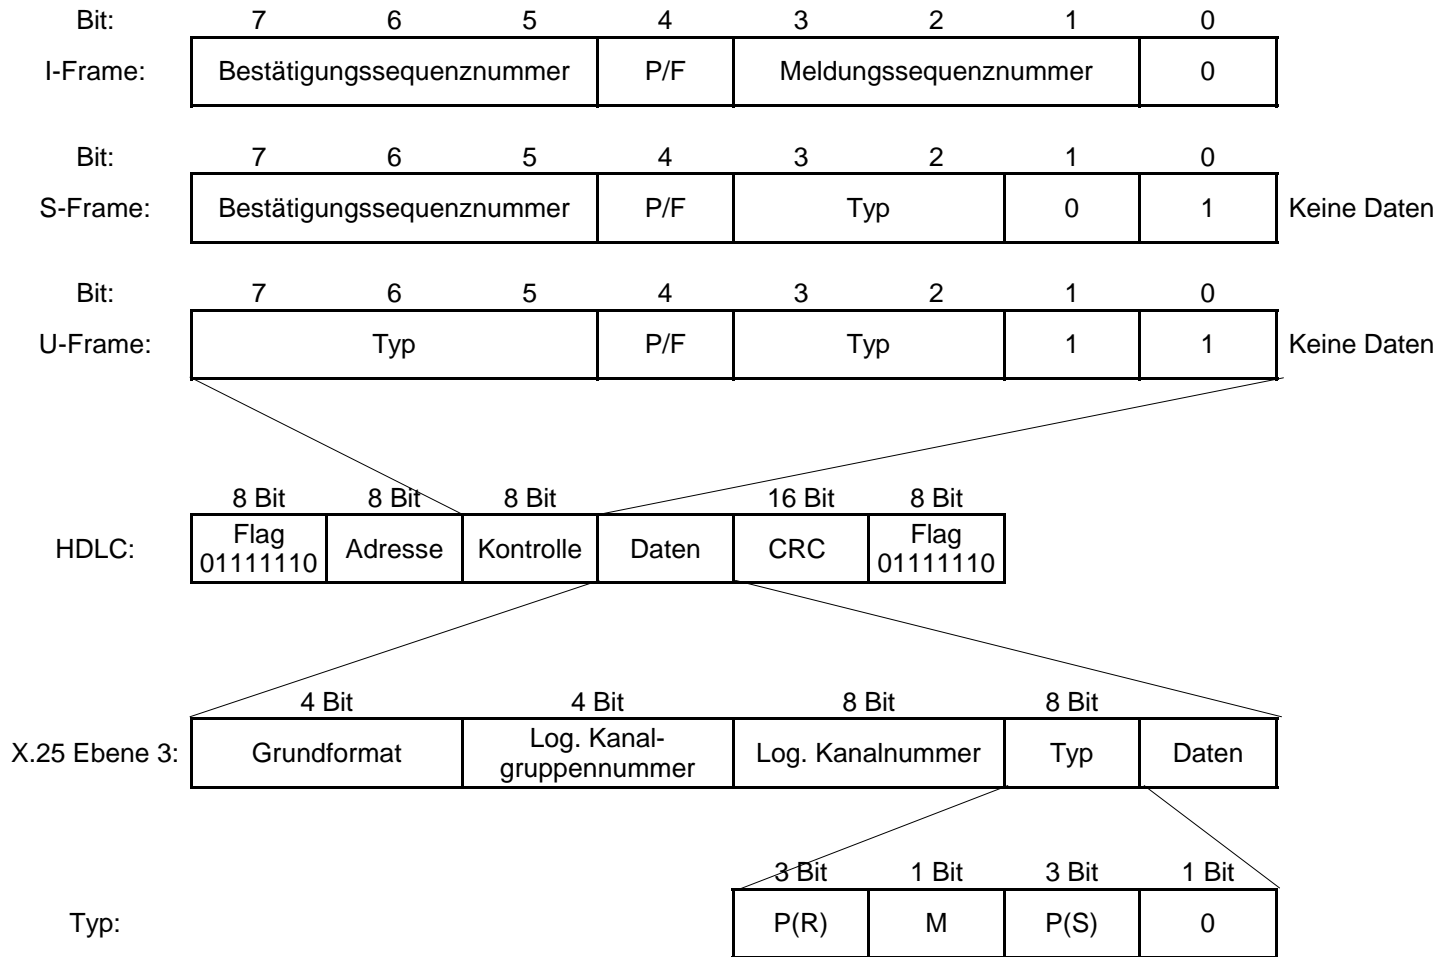 Bit: 7 6 5 4 3 2 1 0
I-Frame: Bestätigungssequenznummer P/F Meldungssequenznummer 0
Bit: 7 6 5 4 3 2 1 0
S-Frame: Bestätigungssequenznummer P/F Typ 0 1 Keine Daten
Bit: 7 6 5 4 3 2 1 0
U-Frame: Typ P/F Typ 1 1 Keine Daten
8 Bit 8 Bit 8 Bit 16 Bit 8 Bit
HDLC: Flag 01111110 Adresse Kontrolle Daten CRC Flag 01111110
4 Bit 4 Bit 8 Bit 8 Bit
X.25 Ebene 3: Grundformat Log. Kanal- gruppennummer Log. Kanalnummer Typ Daten
3 Bit 1 Bit 3 Bit 1 Bit
Typ: P(R) M P(S) 0